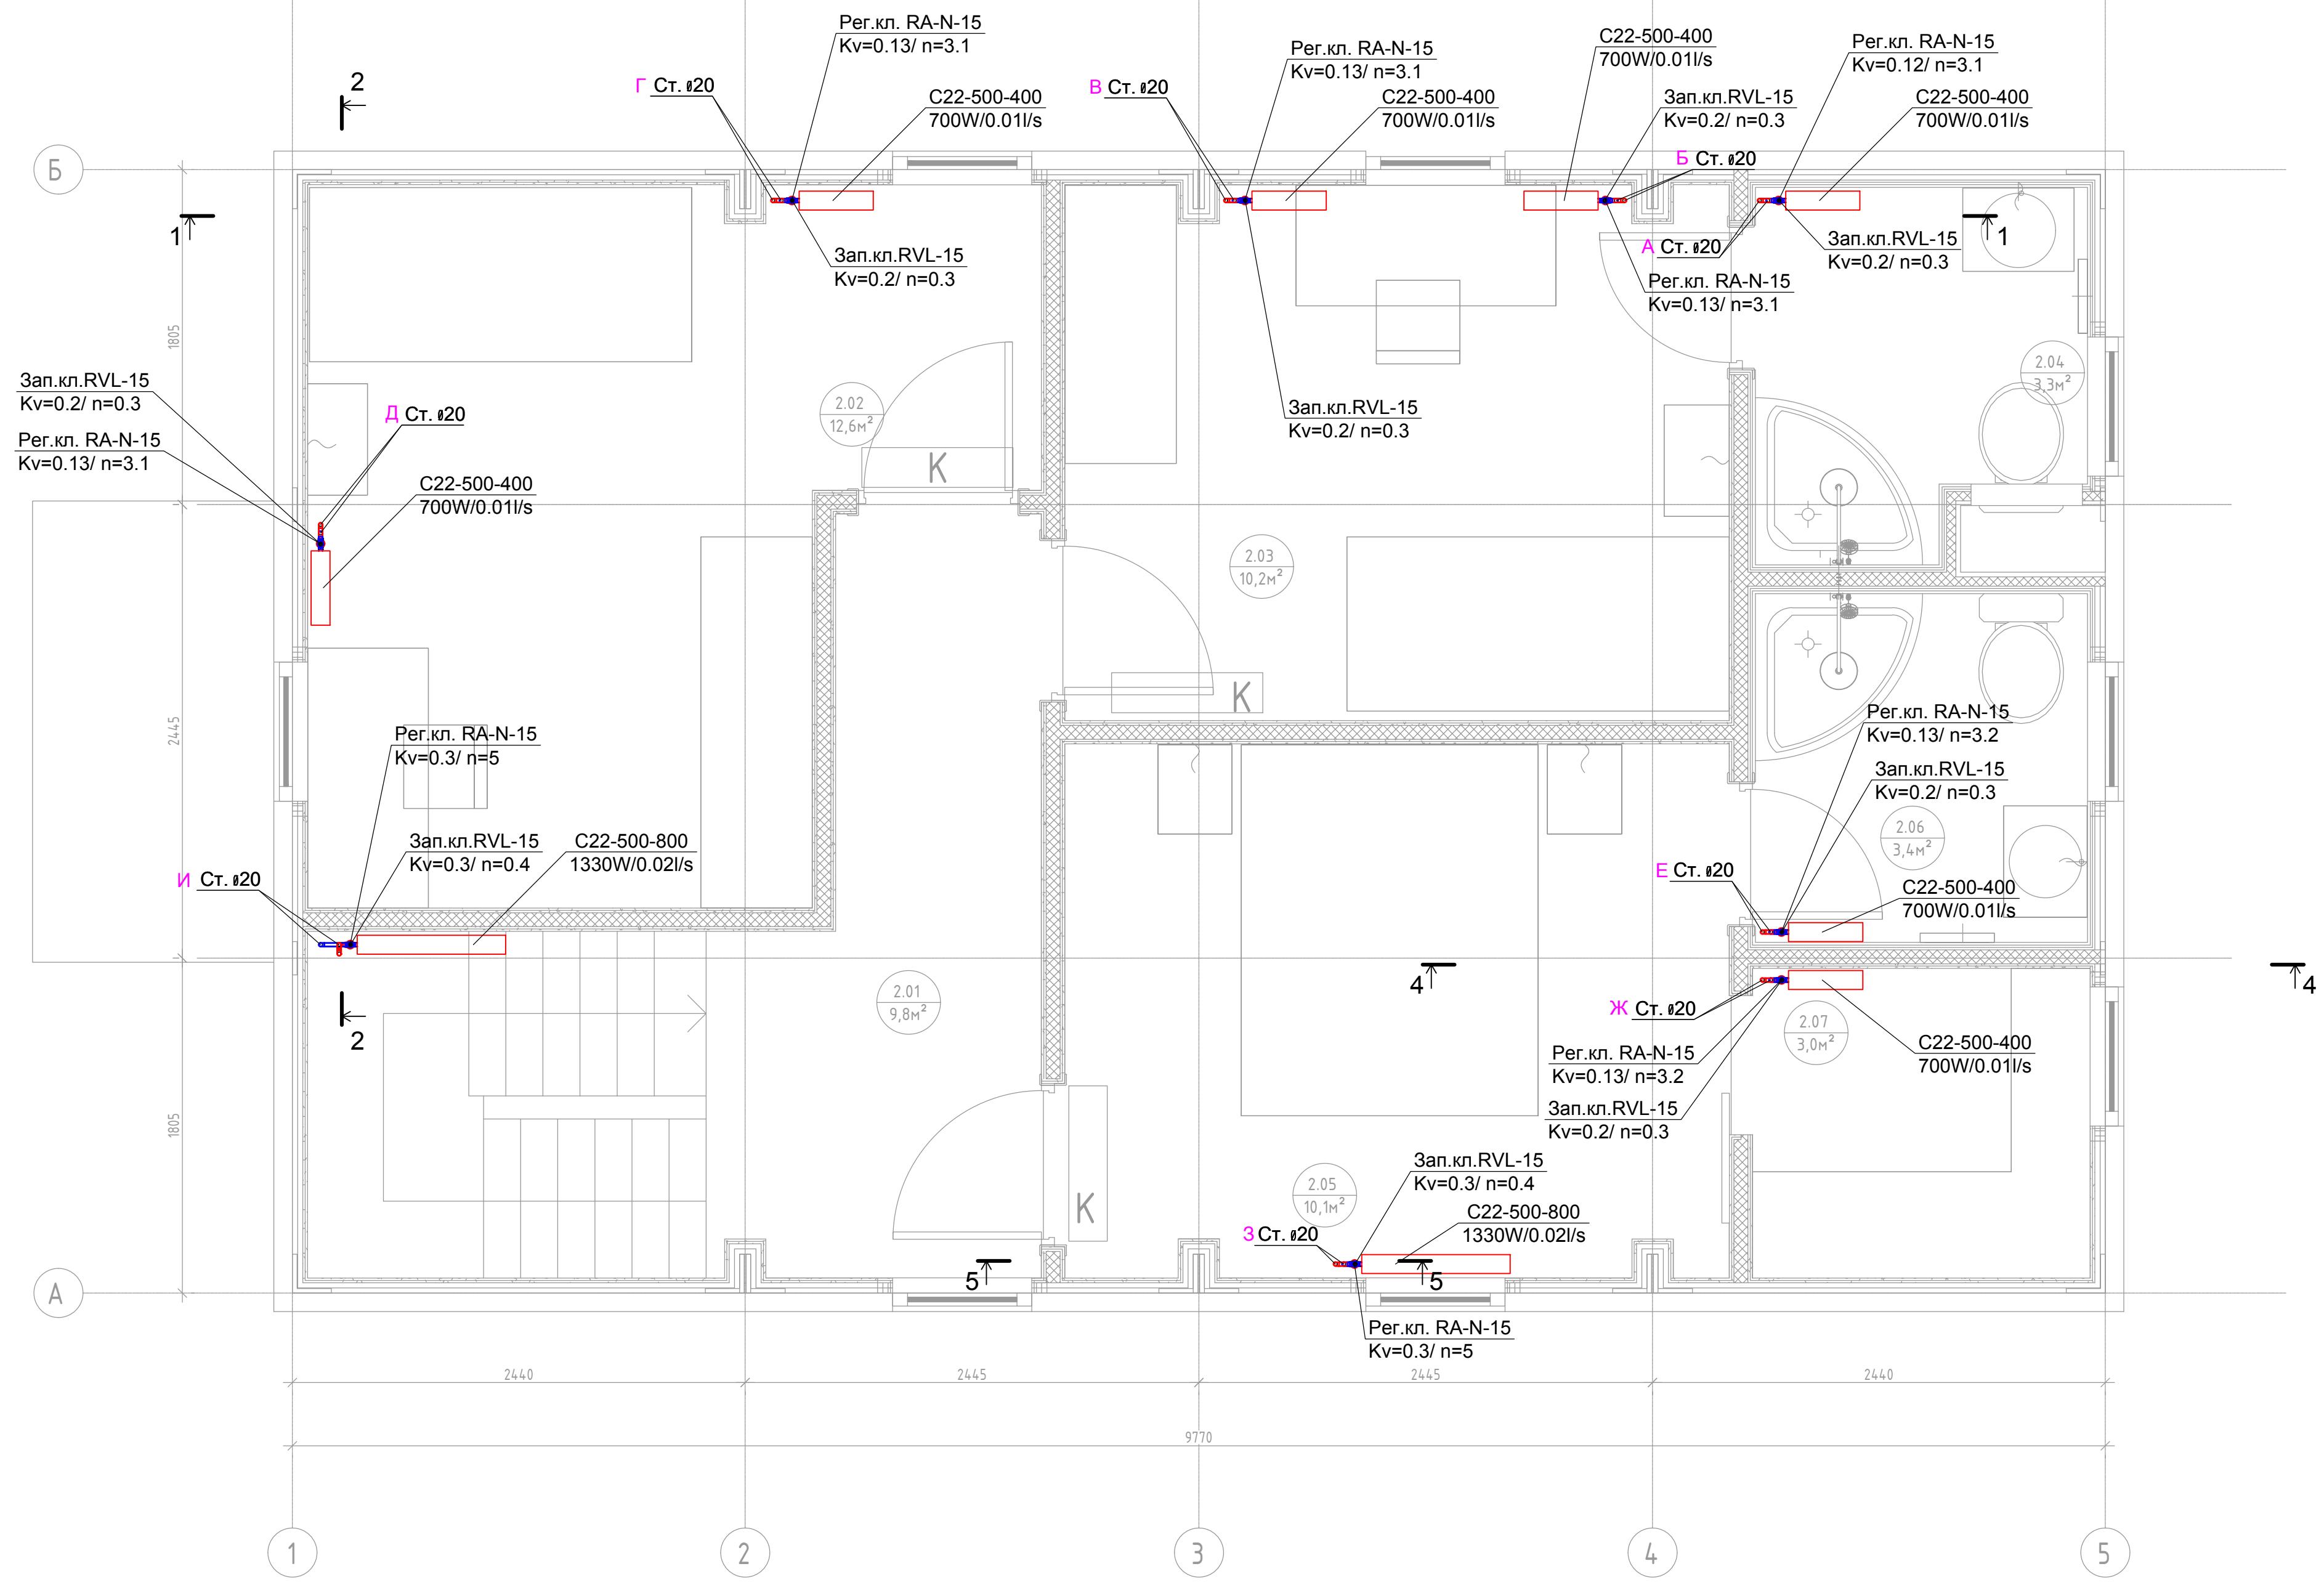 Рег.кл. RA-N-15
Kv=0.13/ n=3.1
Г Ст. ø20
С22-500-400
700W/0.01l/s
Зап.кл.RVL-15
Kv=0.2/ n=0.3
Рег.кл. RA-N-15
Kv=0.13/ n=3.1
В Ст. ø20
С22-500-400
700W/0.01l/s
Зап.кл.RVL-15
Kv=0.2/ n=0.3
С22-500-400
700W/0.01l/s
Зап.кл.RVL-15
Kv=0.2/ n=0.3
Б Ст. ø20
Рег.кл. RA-N-15
Kv=0.13/ n=3.1
Рег.кл. RA-N-15
Kv=0.12/ n=3.1
С22-500-400
700W/0.01l/s
А Ст. ø20
Зап.кл.RVL-15
Kv=0.2/ n=0.3
2
Б
1
1
1805
Зап.кл.RVL-15
Kv=0.2/ n=0.3
Рег.кл. RA-N-15
Kv=0.13/ n=3.1
Д Ст. ø20
С22-500-400
700W/0.01l/s
2.02
12,6м²
К
2.04
3,3м²
2.03
10,2м²
К
2445
Рег.кл. RA-N-15
Kv=0.3/ n=5
Зап.кл.RVL-15
Kv=0.3/ n=0.4
С22-500-800
1330W/0.02l/s
И Ст. ø20
Рег.кл. RA-N-15
Kv=0.13/ n=3.2
Зап.кл.RVL-15
Kv=0.2/ n=0.3
2.06
3,4м²
Е Ст. ø20
С22-500-400
700W/0.01l/s
2.01
9,8м²
4
4
Ж Ст. ø20
2.07
3,0м²
С22-500-400
700W/0.01l/s
Рег.кл. RA-N-15
Kv=0.13/ n=3.2
Зап.кл.RVL-15
Kv=0.2/ n=0.3
2
1805
К
Зап.кл.RVL-15
Kv=0.3/ n=0.4
2.05
10,1м²
С22-500-800
1330W/0.02l/s
З Ст. ø20
5
5
А
Рег.кл. RA-N-15
Kv=0.3/ n=5
2440
2445
2445
2440
9770
1
2
3
4
5